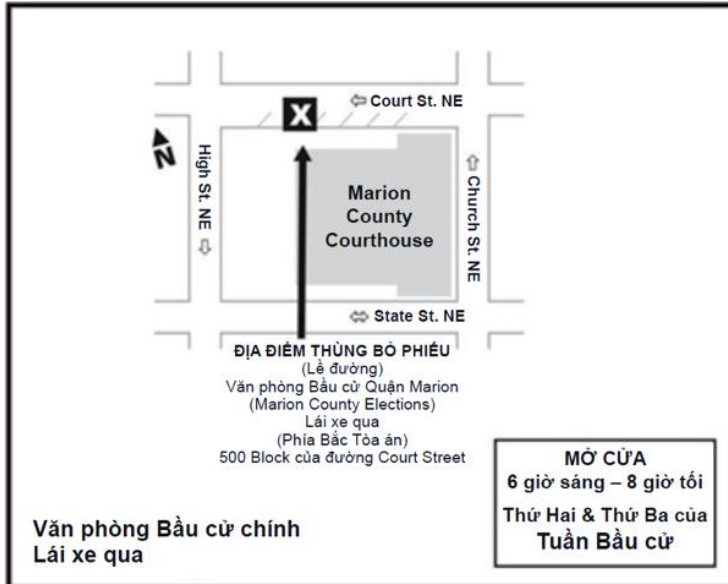 Court St. NE
X
N
High St. NE
Marion
County
Courthouse
Church St. NE
State St. NE
ĐỊA ĐIỂM THÙNG BỎ PHIẾU
(Lề đường)
Văn phòng Bầu cử Quận Marion
(Marion County Elections)
Lái xe qua
(Phía Bắc Tòa án)
500 Block của đường Court Street
MỞ CỬA
6 giờ sáng – 8 giờ tối
Thứ Hai & Thứ Ba của
Tuần Bầu cử
Văn phòng Bầu cử chính
Lái xe qua